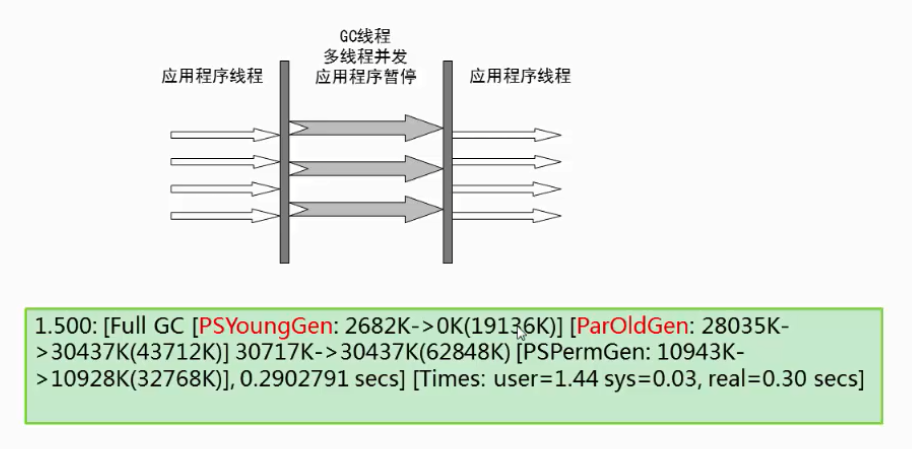 GC线程
多线程并发
应用程序暂停
应用程序线程
应用程序线程
1.500: [Full GC [PSYoungGen: 2682K->0K(19136K)] [ParOldGen: 28035K-
>30437K(43712K)] 30717K->30437K(62848K) [PSPermGen: 10943K-
>10928K(32768K)], 0.2902791 secs] [Times: user=1.44 sys=0.03, real=0.30 secs]